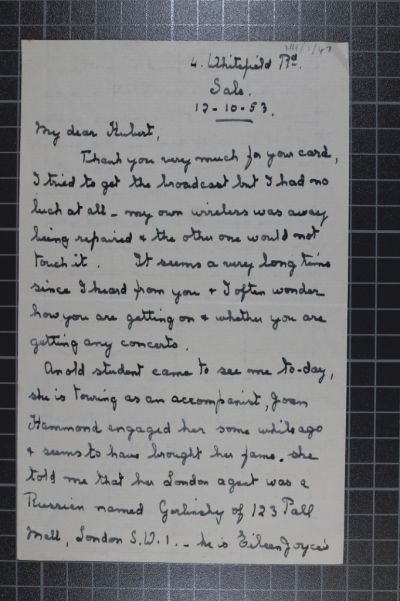 HH/1/47
4. Whitefield Rd.
Sale.
12-10-53.
My dear Hubert,
Thank you very much for your card,
I tried to get the broadcast but I had no
luck at all - my own wireless was away
being repaired & the other one would not
touch it. It seems a very long time
since I heard from you & I often wonder
how you are getting on & whether you are
getting any concerts.
An old student came to see me to-day,
she is touring as an accompanist, Joan
Hammond engaged her some while ago
& seems to have brought her fame. she
told me that her London agent was a
Russian named Gorlinsky of 123 Pall
Mall, London S.W.1. - he is Eileen Joyce's